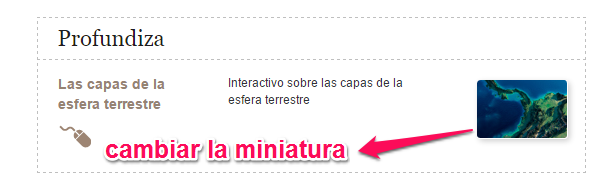 Profundiza
Las capas de la
esfera terrestre
Interactivo sobre las capas de la
esfera terrestre
cambiar la miniatura